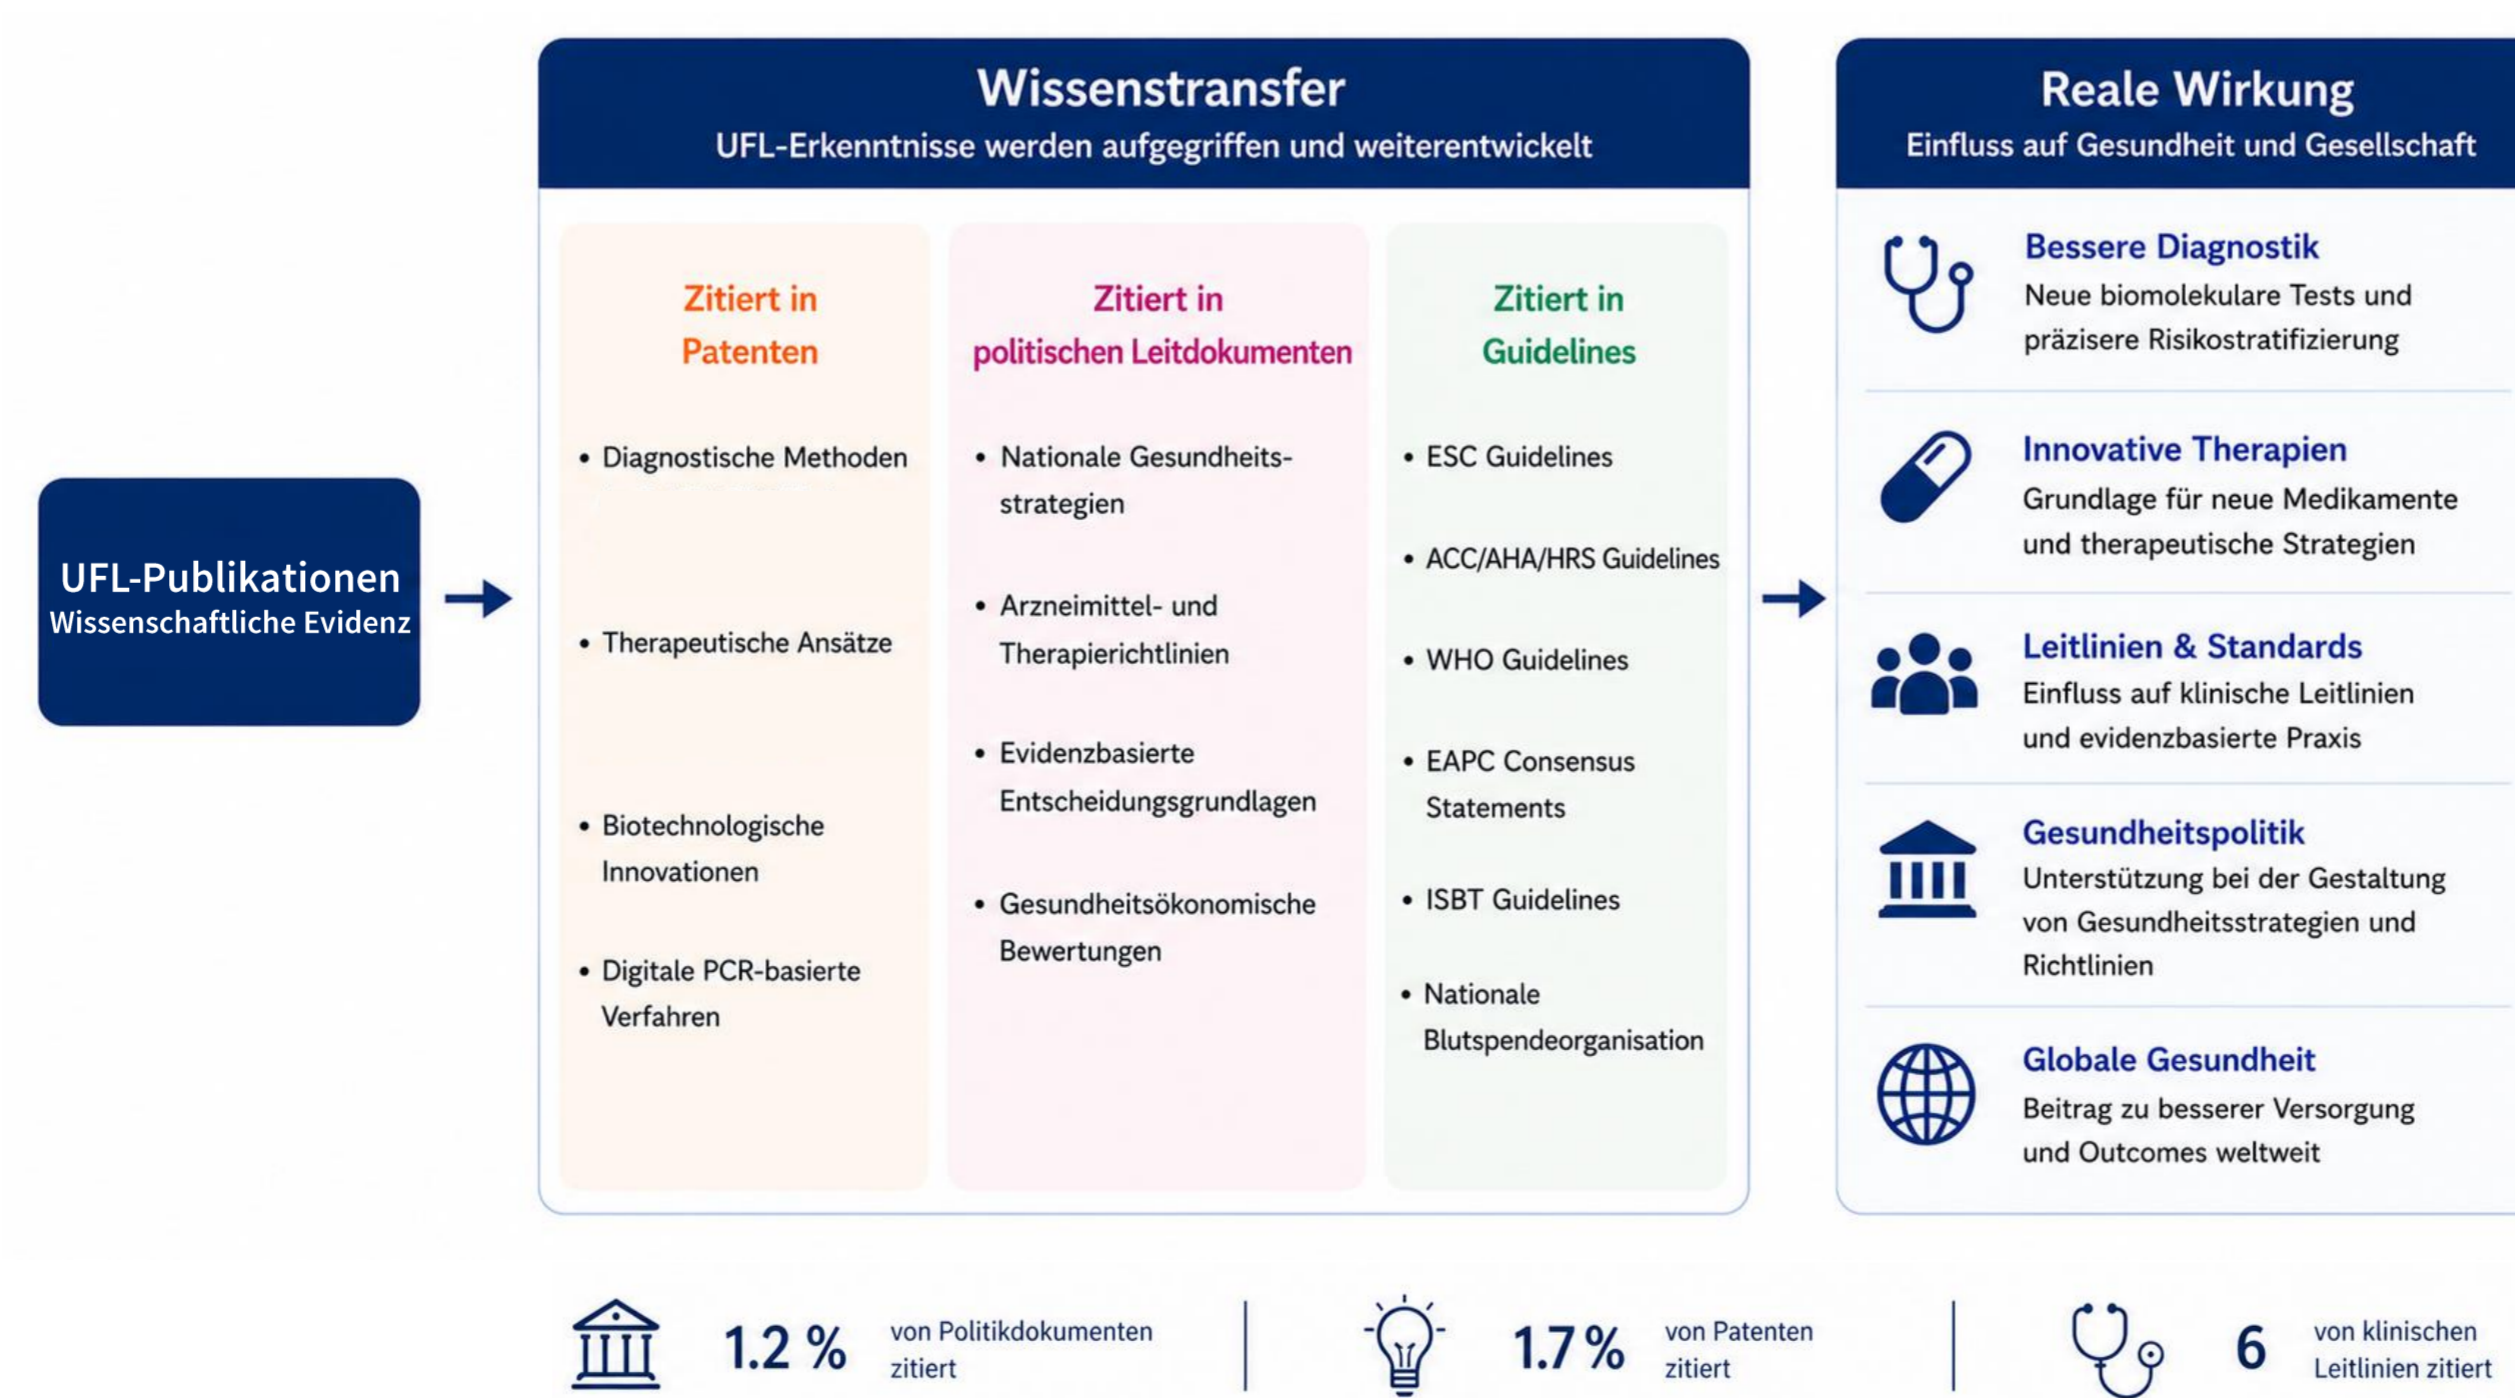 UFL-Publikationen
Wissenschaftliche Evidenz
Wissenstransfer
UFL-Erkenntnisse werden aufgegriffen und weiterentwickelt
Zitiert in
Patenten
• Diagnostische Methoden
• Therapeutische Ansätze
• Biotechnologische
Innovationen
• Digitale PCR-basierte
Verfahren
Zitiert in
politischen Leitdokumenten
• Nationale Gesundheits-
strategien
• Arzneimittel- und
Therapierichtlinien
• Evidenzbasierte
Entscheidungsgrundlagen
• Gesundheitsökonomische
Bewertungen
Zitiert in
Guidelines
• ESC Guidelines
• ACC/AHA/HRS Guidelines
• WHO Guidelines
• EAPC Consensus
Statements
• ISBT Guidelines
• Nationale
Blutspendeorganisation
Reale Wirkung
Einfluss auf Gesundheit und Gesellschaft
Bessere Diagnostik
Neue biomolekulare Tests und
präzisere Risikostratifizierung
Innovative Therapien
Grundlage für neue Medikamente
und therapeutische Strategien
Leitlinien & Standards
Einfluss auf klinische Leitlinien
und evidenzbasierte Praxis
Gesundheitspolitik
Unterstützung bei der Gestaltung
von Gesundheitsstrategien und
Richtlinien
Globale Gesundheit
Beitrag zu besserer Versorgung
und Outcomes weltweit
1.2 %
von Politikdokumenten
zitiert
1.7 %
von Patenten
zitiert
6
von klinischen
Leitlinien zitiert